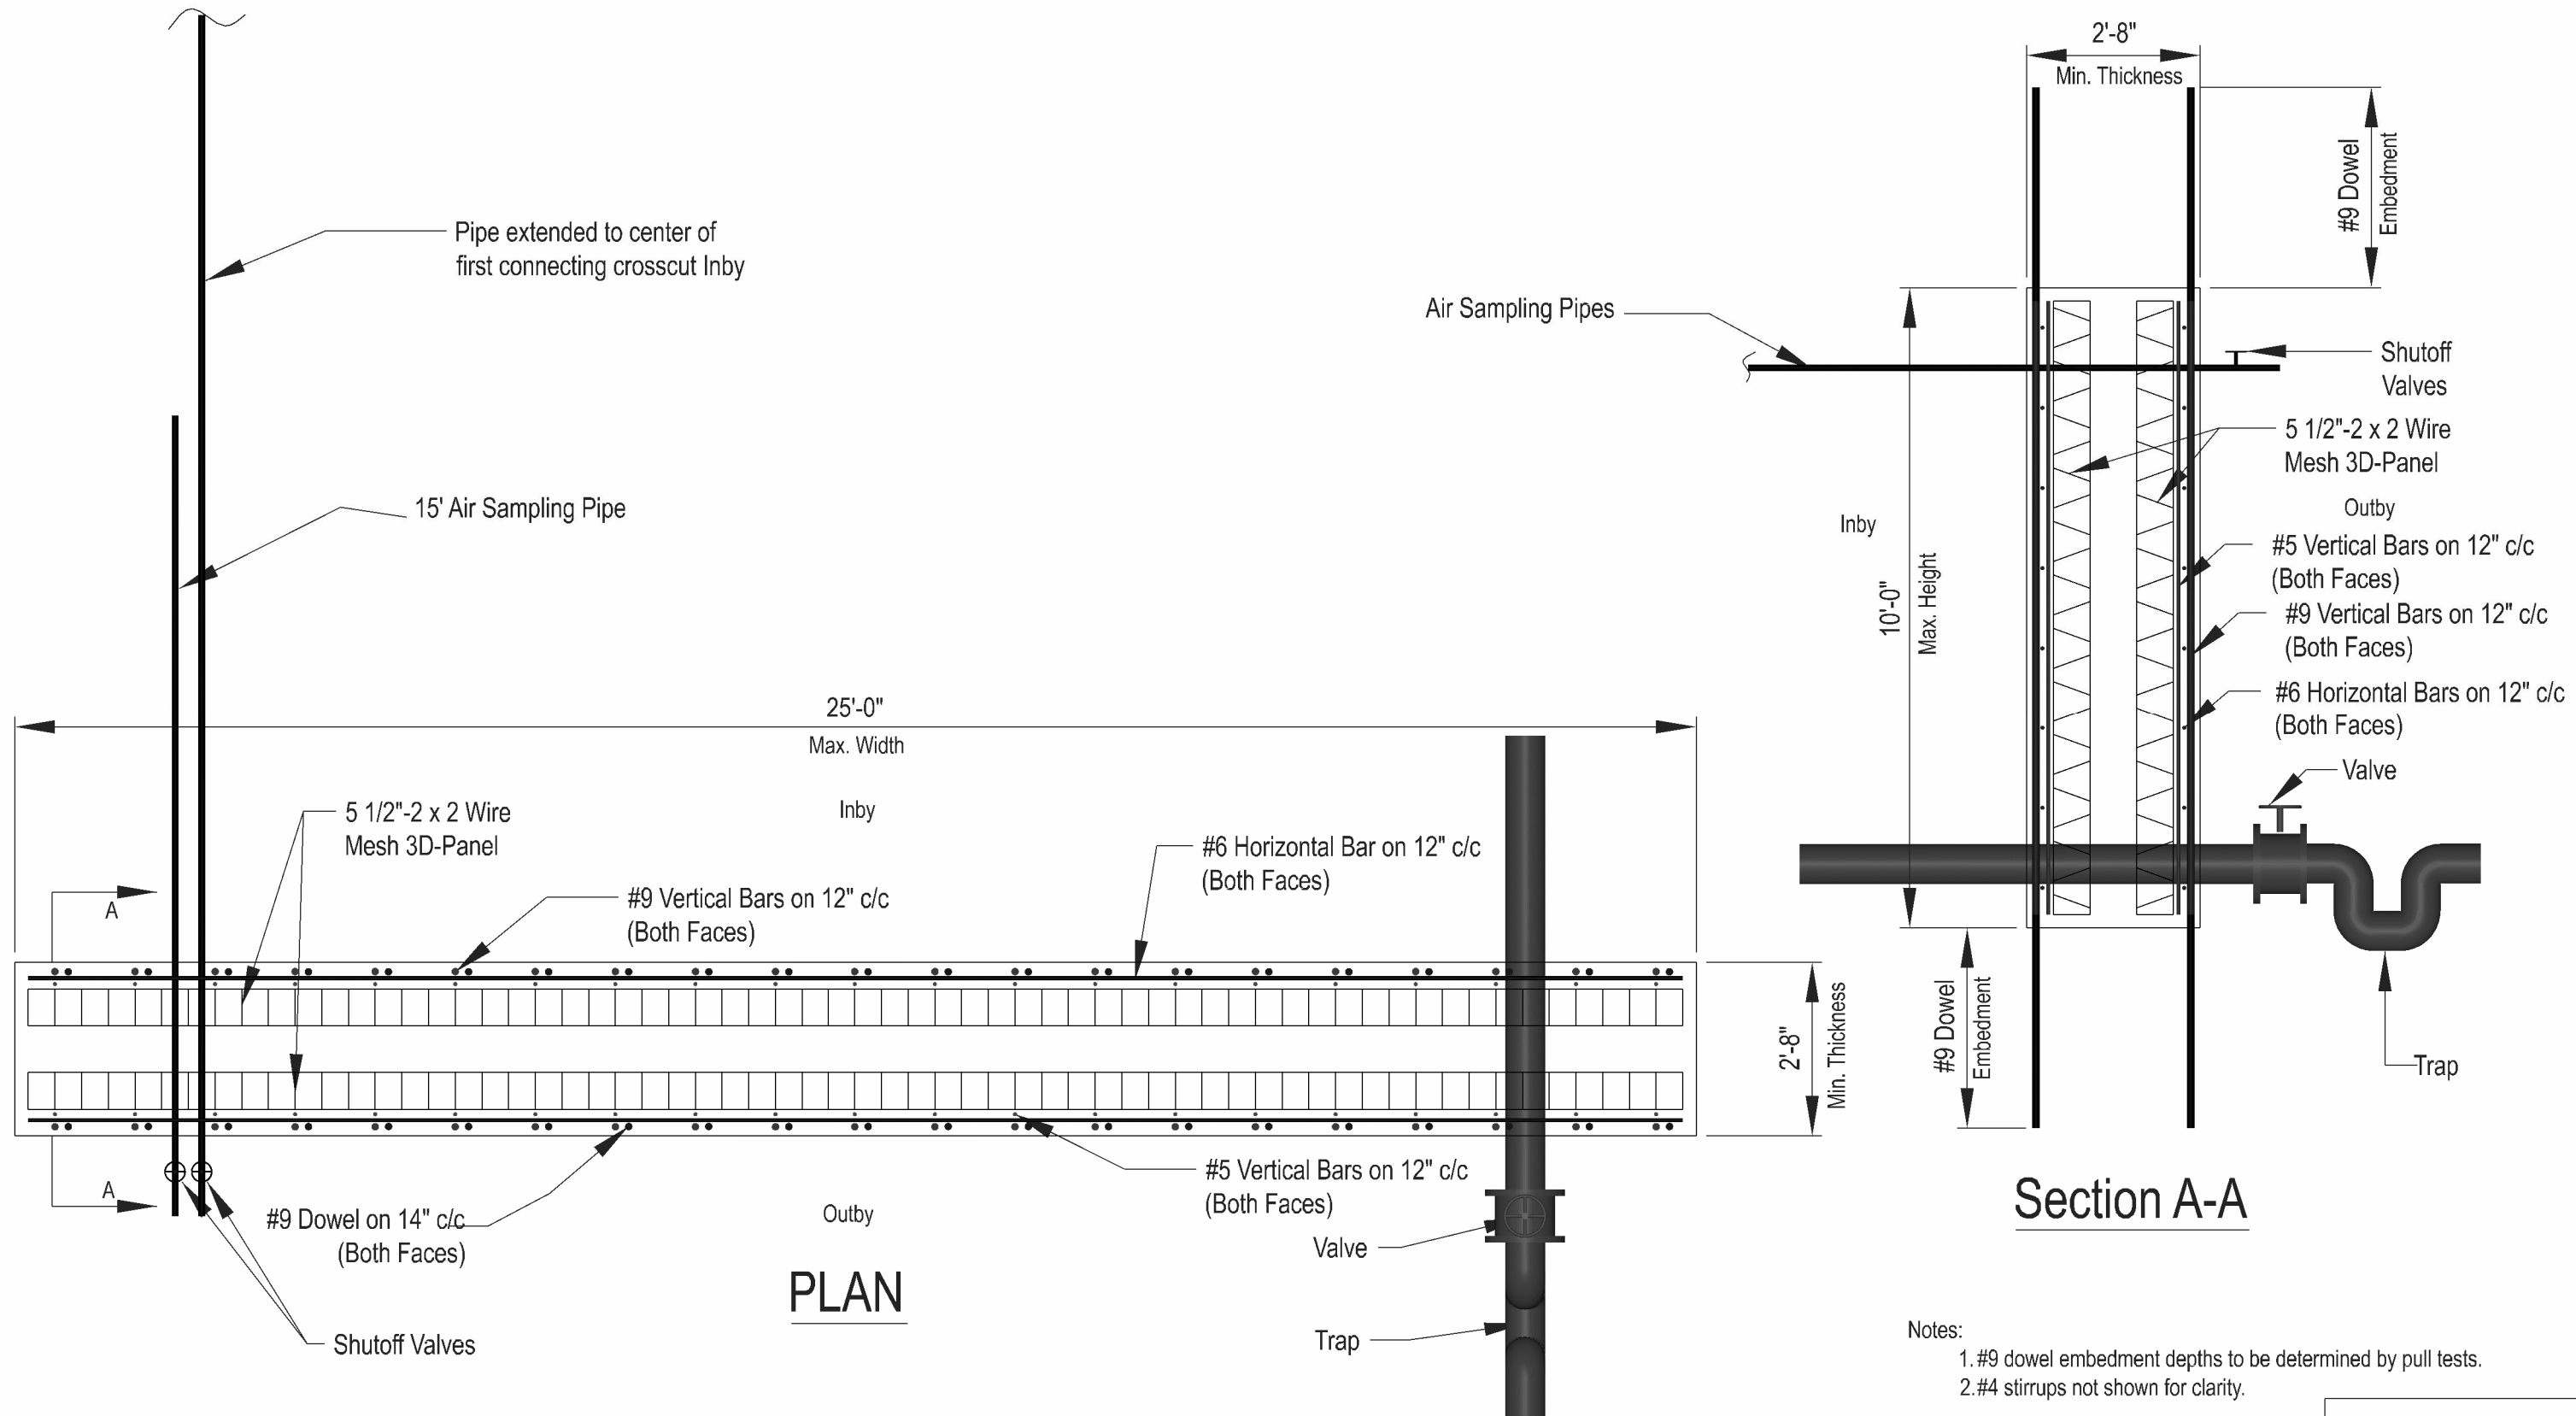 Pipe extended to center of
first connecting crosscut Inby
15' Air Sampling Pipe
25'-0"
Max. Width
Inby
5 1/2"-2 x 2 Wire
Mesh 3D-Panel
#9 Vertical Bars on 12" c/c
(Both Faces)
#6 Horizontal Bar on 12" c/c
(Both Faces)
A
A
2'-8"
Min. Thickness
#9 Dowel on 14" c/c
(Both Faces)
Outby
#5 Vertical Bars on 12" c/c
(Both Faces)
Valve
Trap
Shutoff Valves
PLAN
2'-8"
Min. Thickness
#9 Dowel
Embedment
Air Sampling Pipes
Shutoff
Valves
5 1/2"-2 x 2 Wire
Mesh 3D-Panel
Inby
Outby
10'-0"
Max. Height
#5 Vertical Bars on 12" c/c
(Both Faces)
#9 Vertical Bars on 12" c/c
(Both Faces)
#6 Horizontal Bars on 12" c/c
(Both Faces)
Valve
#9 Dowel
Embedment
Trap
Section A-A
Notes:
1. #9 dowel embedment depths to be determined by pull tests.
2. #4 stirrups not shown for clarity.